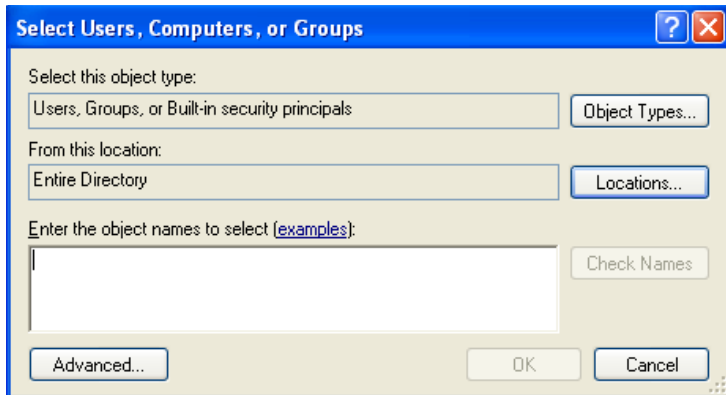 Select Users, Computers, or Groups
Select this object type:
Users, Groups, or Built-in security principals
Object Types...
From this location:
Entire Directory
Locations...
Enter the object names to select (examples):
Check Names
Advanced...
OK
Cancel